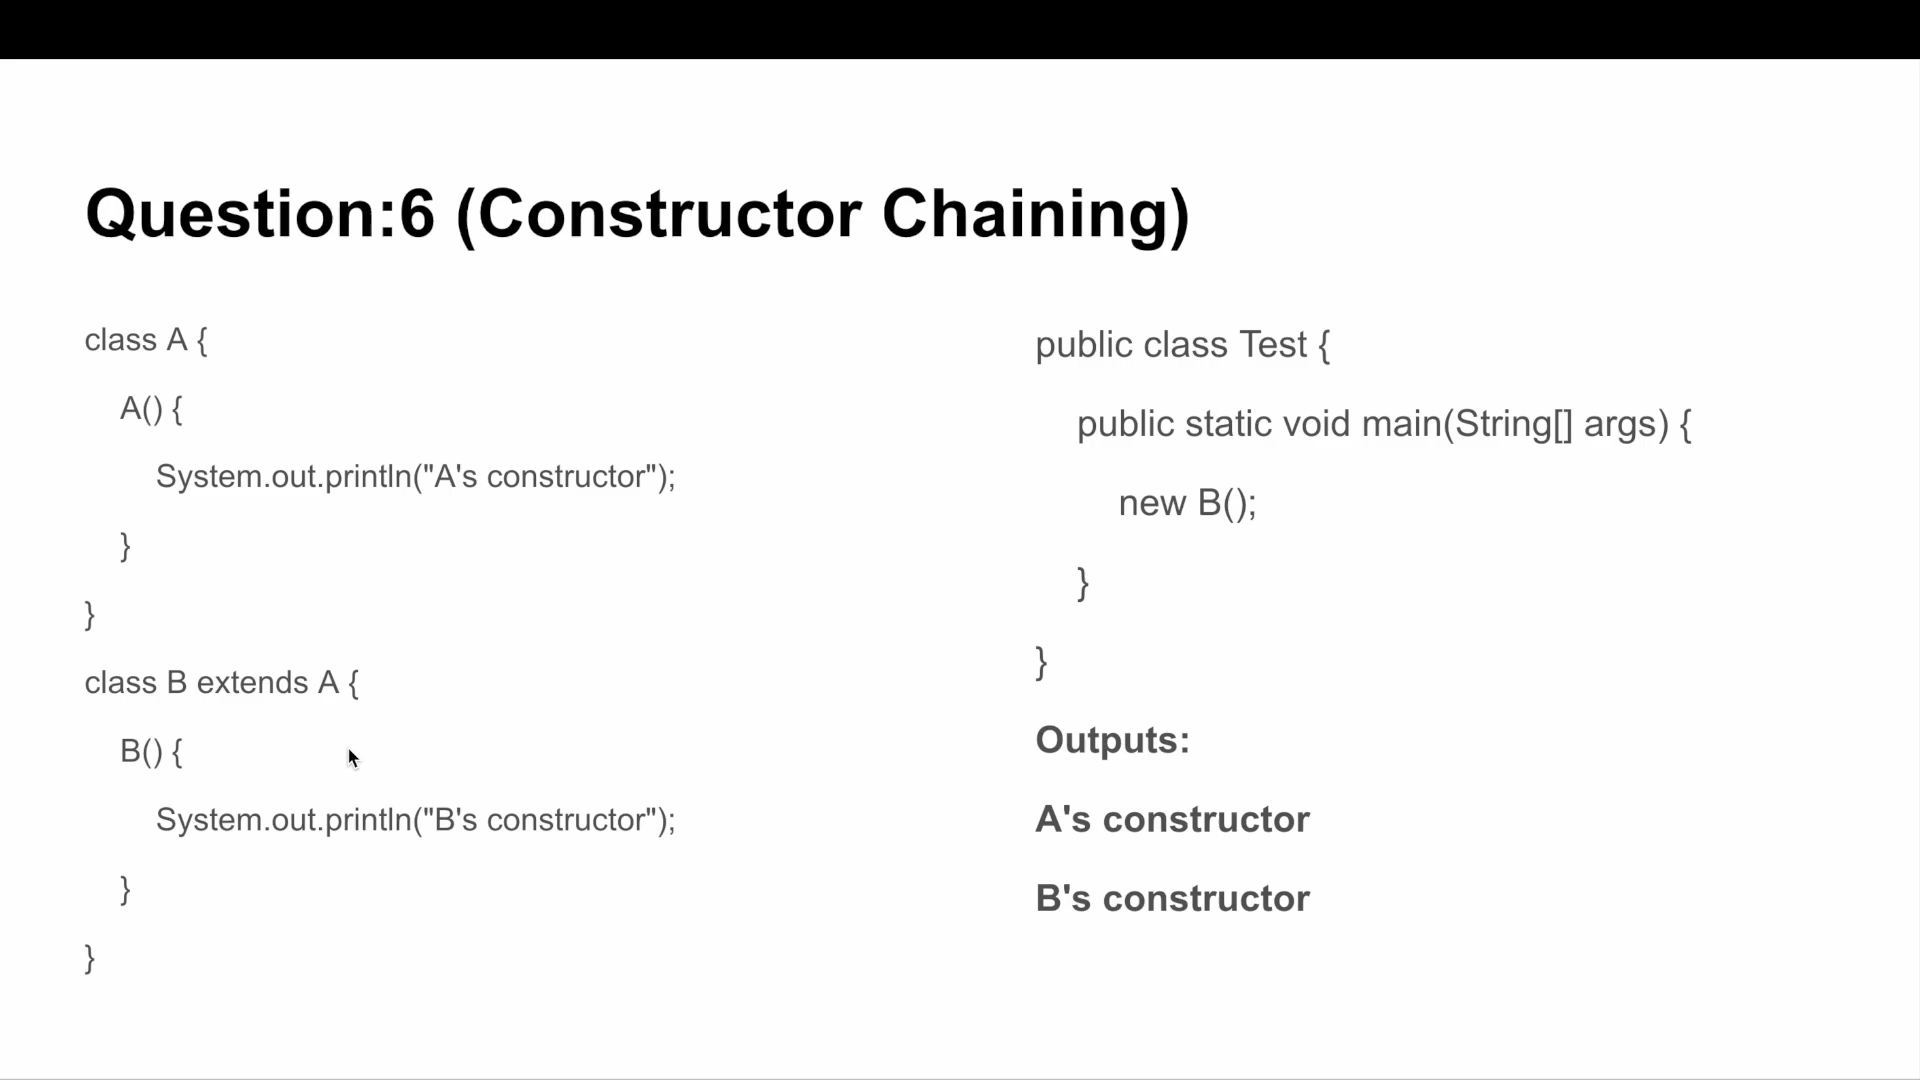 Question:6 (Constructor Chaining)
class A {
A() {
System.out.println("A's constructor");
}
}
class B extends A {
B() {
System.out.println("B's constructor");
}
}
public class Test {
public static void main(String[] args) {
new B();
}
}
Outputs:
A's constructor
B's constructor